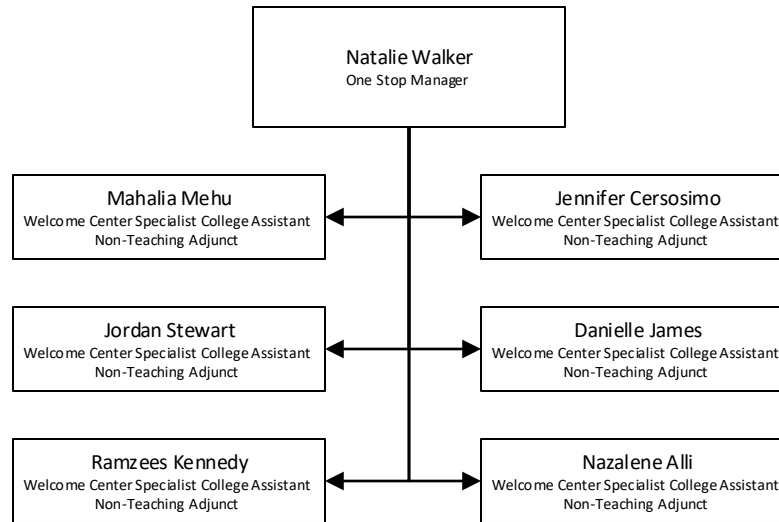 Natalie Walker
One Stop Manager
Mahalia Mehu
Welcome Center Specialist College Assistant
Non-Teaching Adjunct
Jennifer Cersosimo
Welcome Center Specialist College Assistant
Non-Teaching Adjunct
Jordan Stewart
Welcome Center Specialist College Assistant
Non-Teaching Adjunct
Danielle James
Welcome Center Specialist College Assistant
Non-Teaching Adjunct
Ramzees Kennedy
Welcome Center Specialist College Assistant
Non-Teaching Adjunct
Nazalene Alli
Welcome Center Specialist College Assistant
Non-Teaching Adjunct